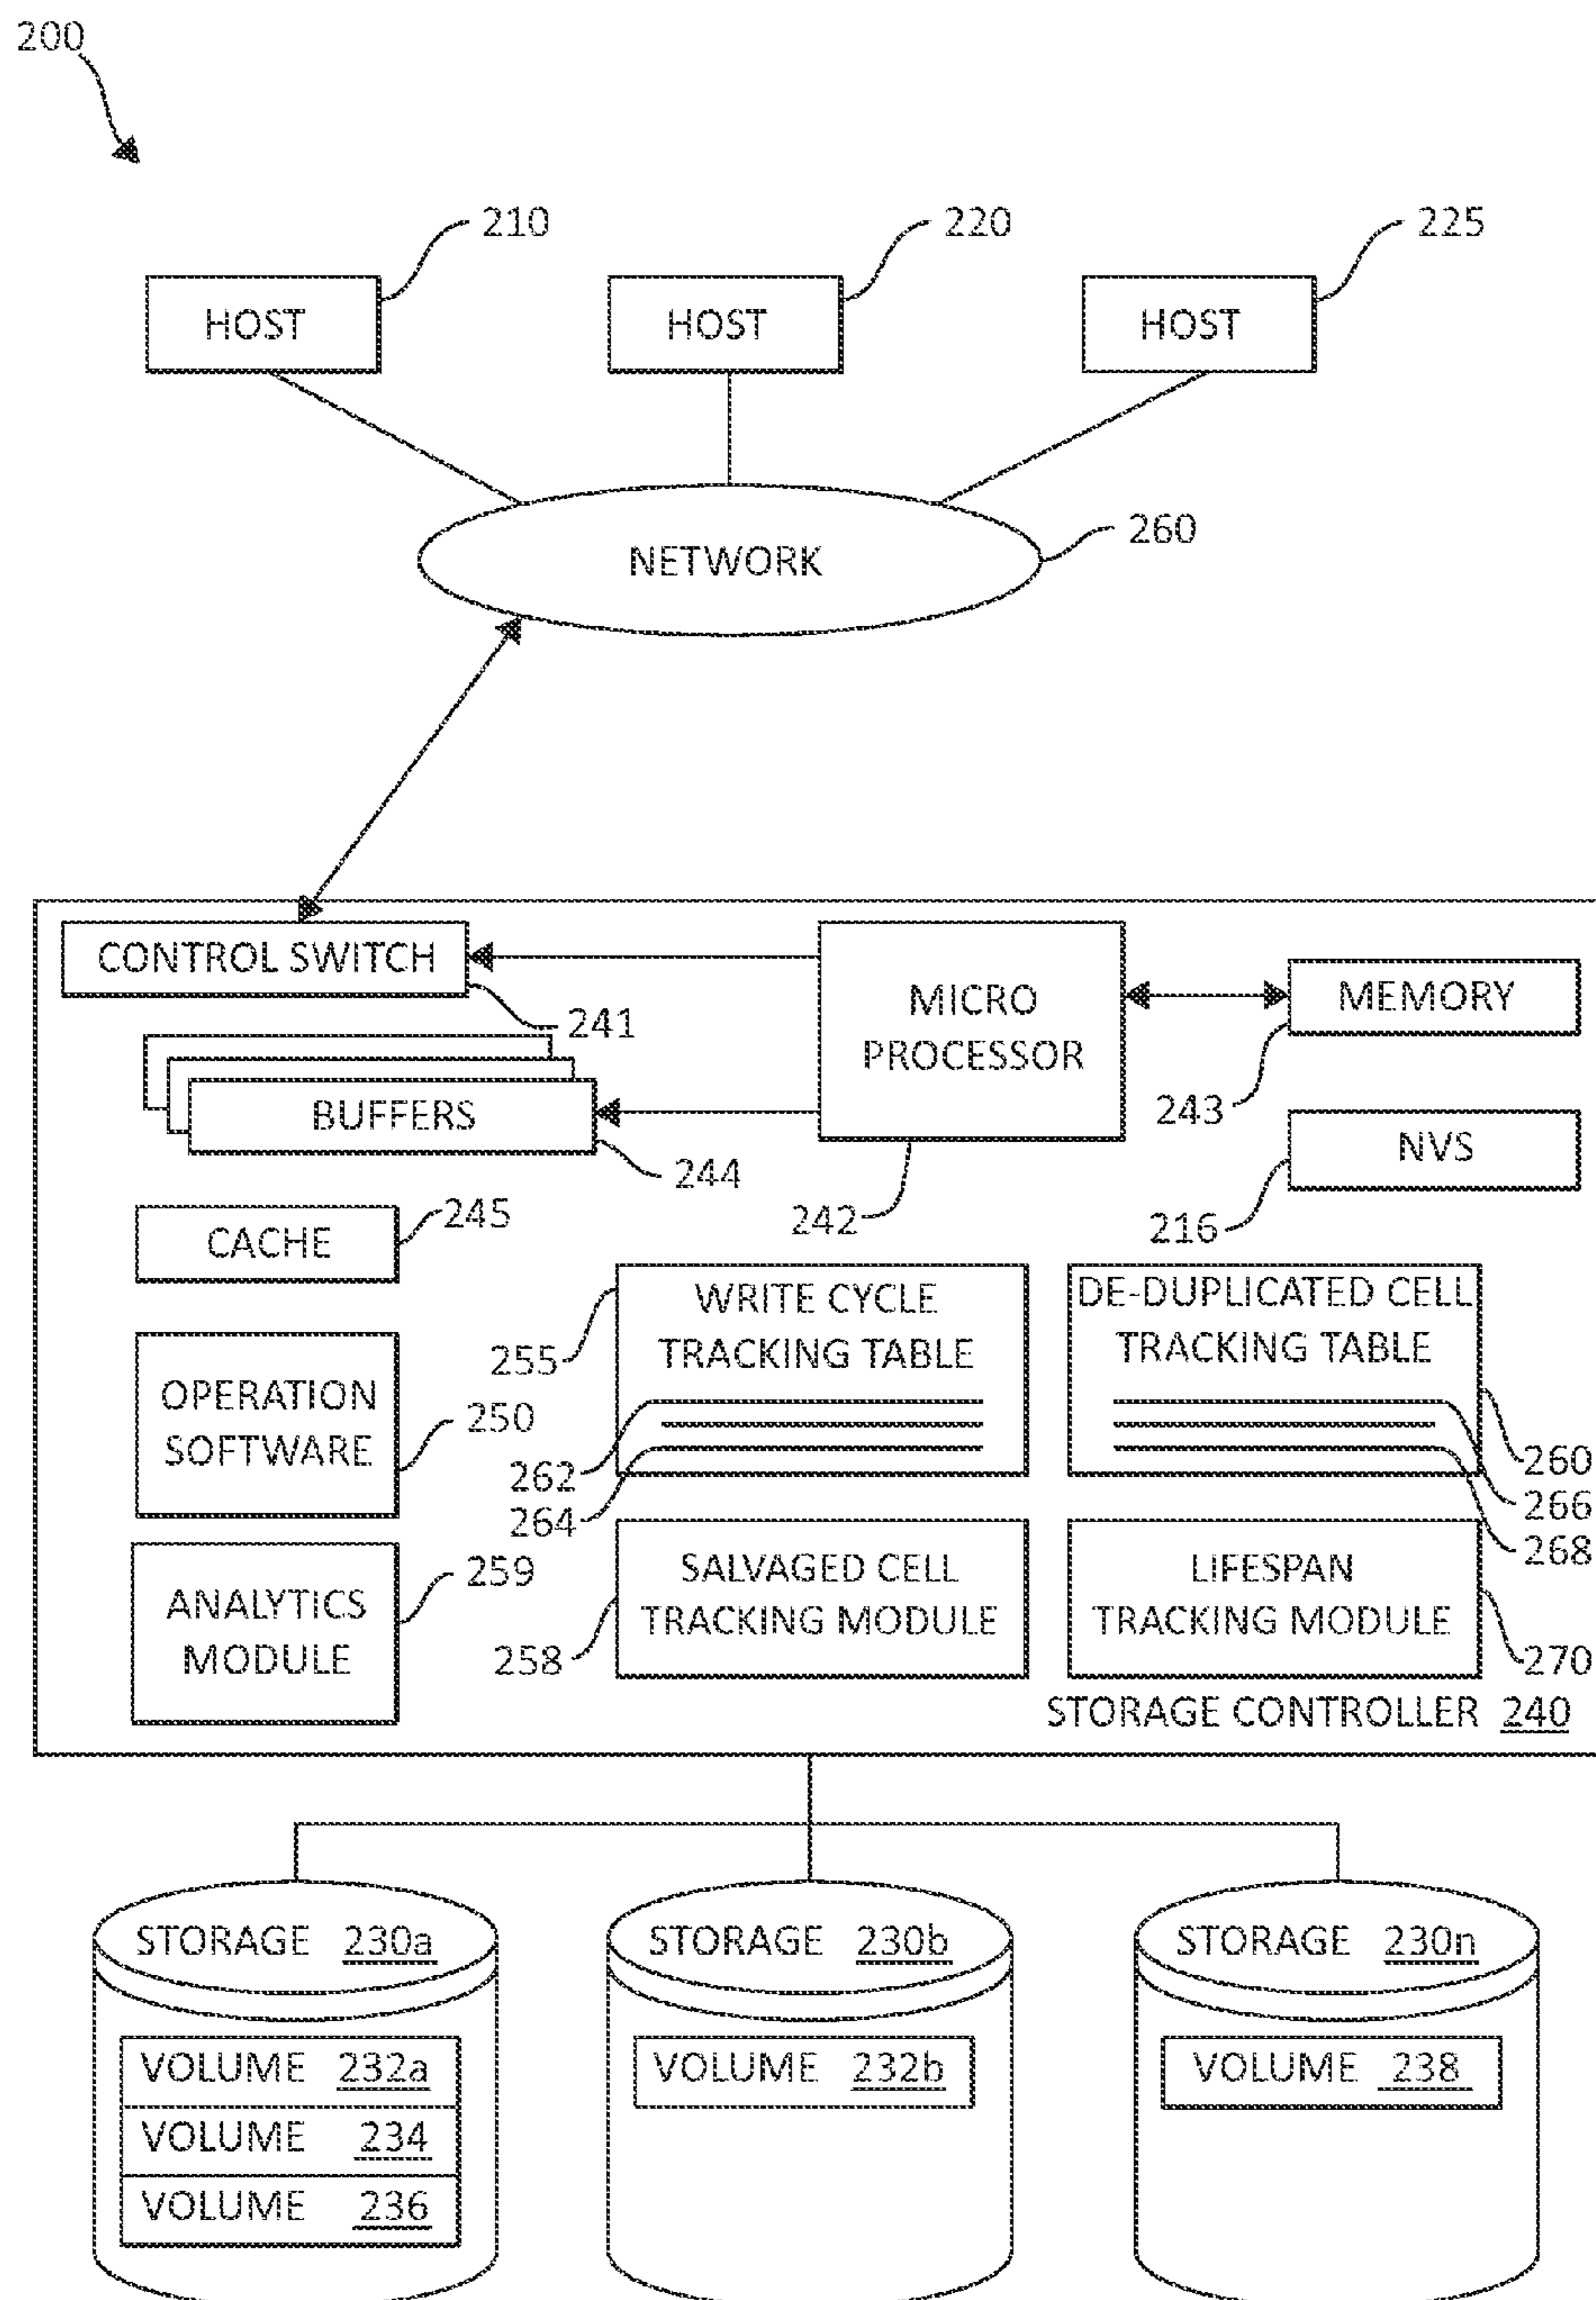 200
210
220
225
HOST
HOST
HOST
260
NETWORK
CONTROL SWITCH
241
MICRO
PROCESSOR
242
MEMORY
243
BUFFERS
244
NVS
216
CACHE
245
WRITE CYCLE
TRACKING TABLE
255
262
264
DE-DUPLICATED CELL
TRACKING TABLE
260
266
268
OPERATION
SOFTWARE
250
ANALYTICS
MODULE
259
SALVAGED CELL
TRACKING MODULE
258
LIFESPAN
TRACKING MODULE
270
STORAGE CONTROLLER 240
STORAGE 230a
VOLUME 232a
VOLUME 234
VOLUME 236
STORAGE 230b
VOLUME 232b
STORAGE 230n
VOLUME 238